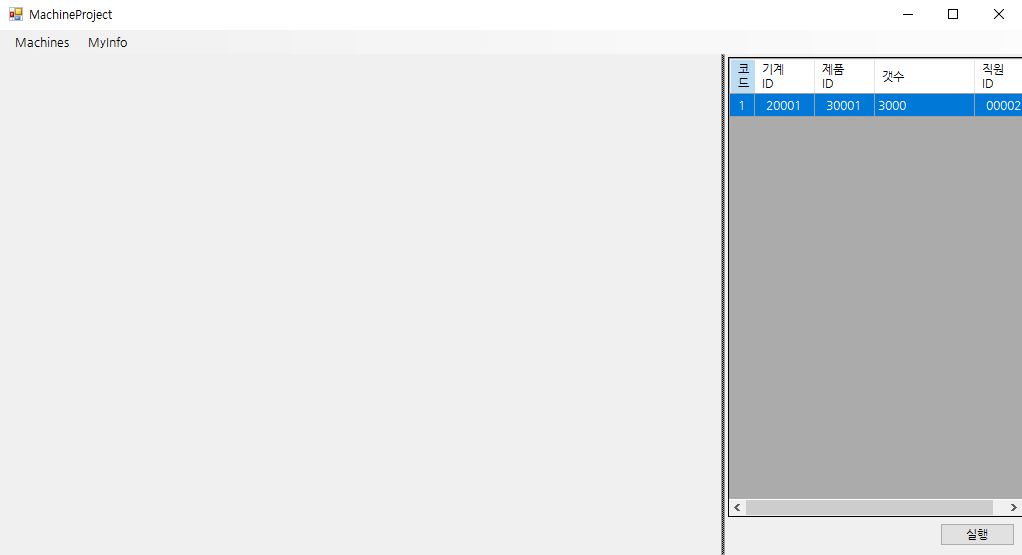 MachineProject
Machines MyInfo
코드 기계 ID 제품 ID 갯수 직원 ID
1 20001 30001 3000 00002
실행